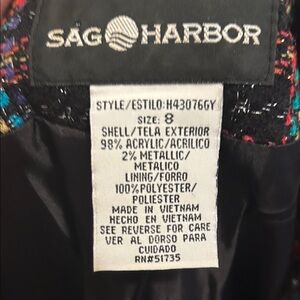 SAG HARBOR
STYLE/ESTILO:H43076GY
SIZE: 8
SHELL/TELA EXTERIOR
98% ACRYLIC/ACRILICO
2% METALLIC/
METALICO
LINING/FORRO
100%POLYESTER/
POLIESTER
MADE IN VIETNAM
HECHO EN VIETNAM
SEE REVERSE FOR CARE
VER AL DORSO PARA
CUIDADO
RN#51735